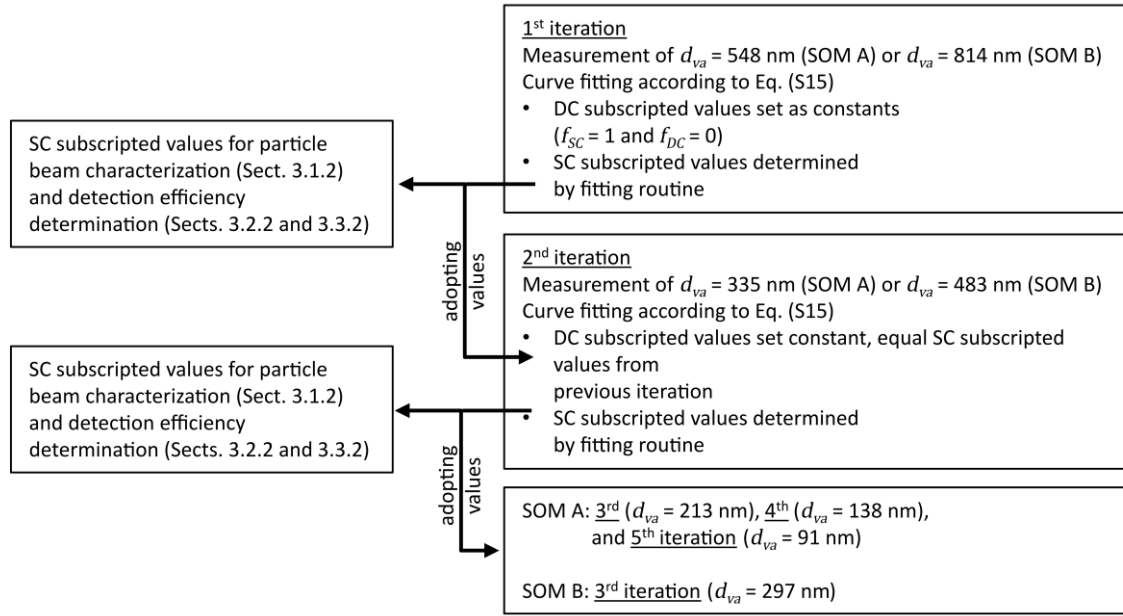 1st iteration
Measurement of dva = 548 nm (SOM A) or dva = 814 nm (SOM B)
Curve fitting according to Eq. (S15)
• DC subscripted values set as constants
(fSC = 1 and fDC = 0)
• SC subscripted values determined
by fitting routine
SC subscripted values for particle
beam characterization (Sect. 3.1.2)
and detection efficiency
determination (Sects. 3.2.2 and 3.3.2)
adopting
values
2nd iteration
Measurement of dva = 335 nm (SOM A) or dva = 483 nm (SOM B)
Curve fitting according to Eq. (S15)
• DC subscripted values set constant, equal SC subscripted
values from
previous iteration
• SC subscripted values determined
by fitting routine
SC subscripted values for particle
beam characterization (Sect. 3.1.2)
and detection efficiency
determination (Sects. 3.2.2 and 3.3.2)
adopting
values
SOM A: 3rd (dva = 213 nm), 4th (dva = 138 nm),
and 5th iteration (dva = 91 nm)
SOM B: 3rd iteration (dva = 297 nm)